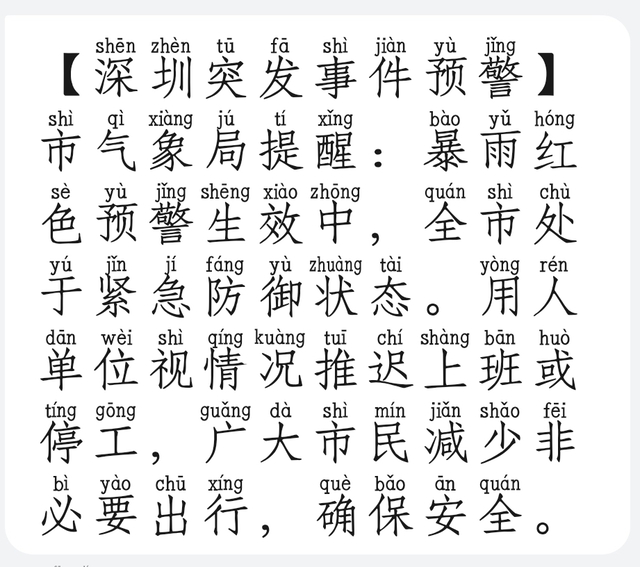 shēn zhèn tū fā shì jiàn yù jǐng
【深圳突发事件预警】
shì qì xiàng jú tí xǐng bào yǔ hóng
市气象局提醒：暴雨红
sè yù jǐng shēng xiào zhōng quán shì chù
色预警生效中，全市处
yú jǐn jí fáng yù zhuàng tài yòng rén
于紧急防御状态。用人
dān wèi shì qíng kuàng tuī chí shàng bān huò
单位视情况推迟上班或
tíng gōng guǎng dà shì mín jiǎn shǎo fēi
停工，广大市民减少非
bì yào chū xíng què bǎo ān quán
必要出行，确保安全。